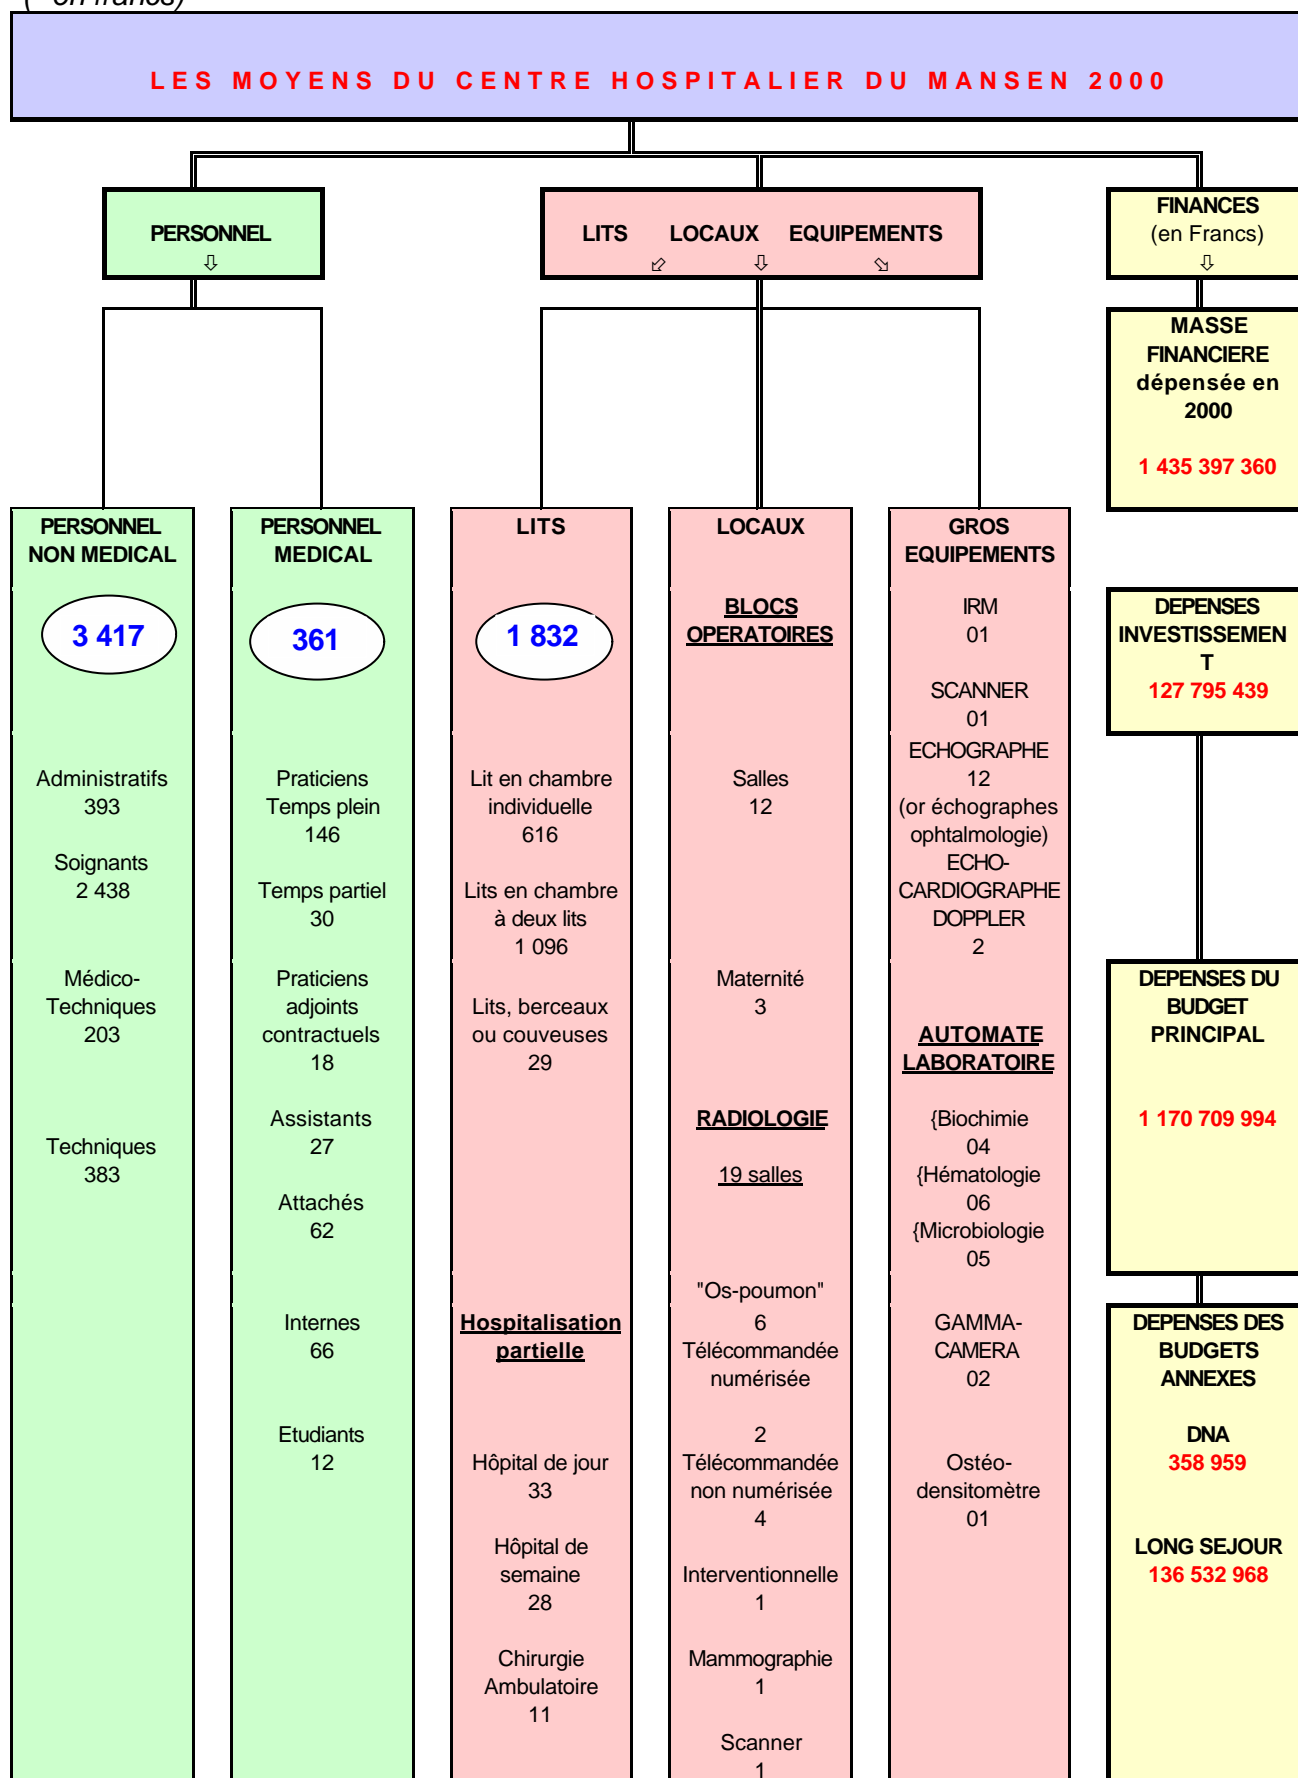 (  en francs)
LES MOYENS DU CENTRE HOSPITALIER DU MANSEN 2000
PERSONNEL
⇩
LITS LOCAUX EQUIPEMENTS
⬃ ⇩ ⬂
FINANCES
(en Francs)
⇩
MASSE
FINANCIERE
dépensée en
2000
1 435 397 360
PERSONNEL
NON MEDICAL
3 417
Administratifs
393
Soignants
2 438
Médico-
Techniques
203
Techniques
383
PERSONNEL
MEDICAL
361
Praticiens
Temps plein
146
Temps partiel
30
Praticiens
adjoints
contractuels
18
Assistants
27
Attachés
62
Internes
66
Etudiants
12
LITS
1 832
Lit en chambre
individuelle
616
Lits en chambre
à deux lits
1 096
Lits, berceaux
ou couveuses
29
Hospitalisation
partielle
Hôpital de jour
33
Hôpital de
semaine
28
Chirurgie
Ambulatoire
11
LOCAUX
BLOCS
OPERATOIRES
Salles
12
Maternité
3
RADIOLOGIE
19 salles
"Os-poumon"
6
Télécommandée
numérisée
2
Télécommandée
non numérisée
4
Interventionnelle
1
Mammographie
1
Scanner
1
GROS
EQUIPEMENTS
IRM
01
SCANNER
01
ECHOGRAPHE
12
(or échographes
ophtalmologie)
ECHO-
CARDIOGRAPHE
DOPPLER
2
AUTOMATE
LABORATOIRE
{Biochimie
04
{Hématologie
06
{Microbiologie
05
GAMMA-
CAMERA
02
Ostéo-
densitomètre
01
DEPENSES
INVESTISSEMEN
T
127 795 439
DEPENSES DU
BUDGET
PRINCIPAL
1 170 709 994
DEPENSES DES
BUDGETS
ANNEXES
DNA
358 959
LONG SEJOUR
136 532 968